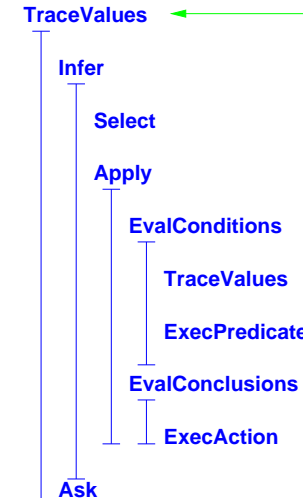 TraceValues
Infer
Select
Apply
EvalConditions
TraceValues
ExecPredicate
EvalConclusions
ExecAction
Ask